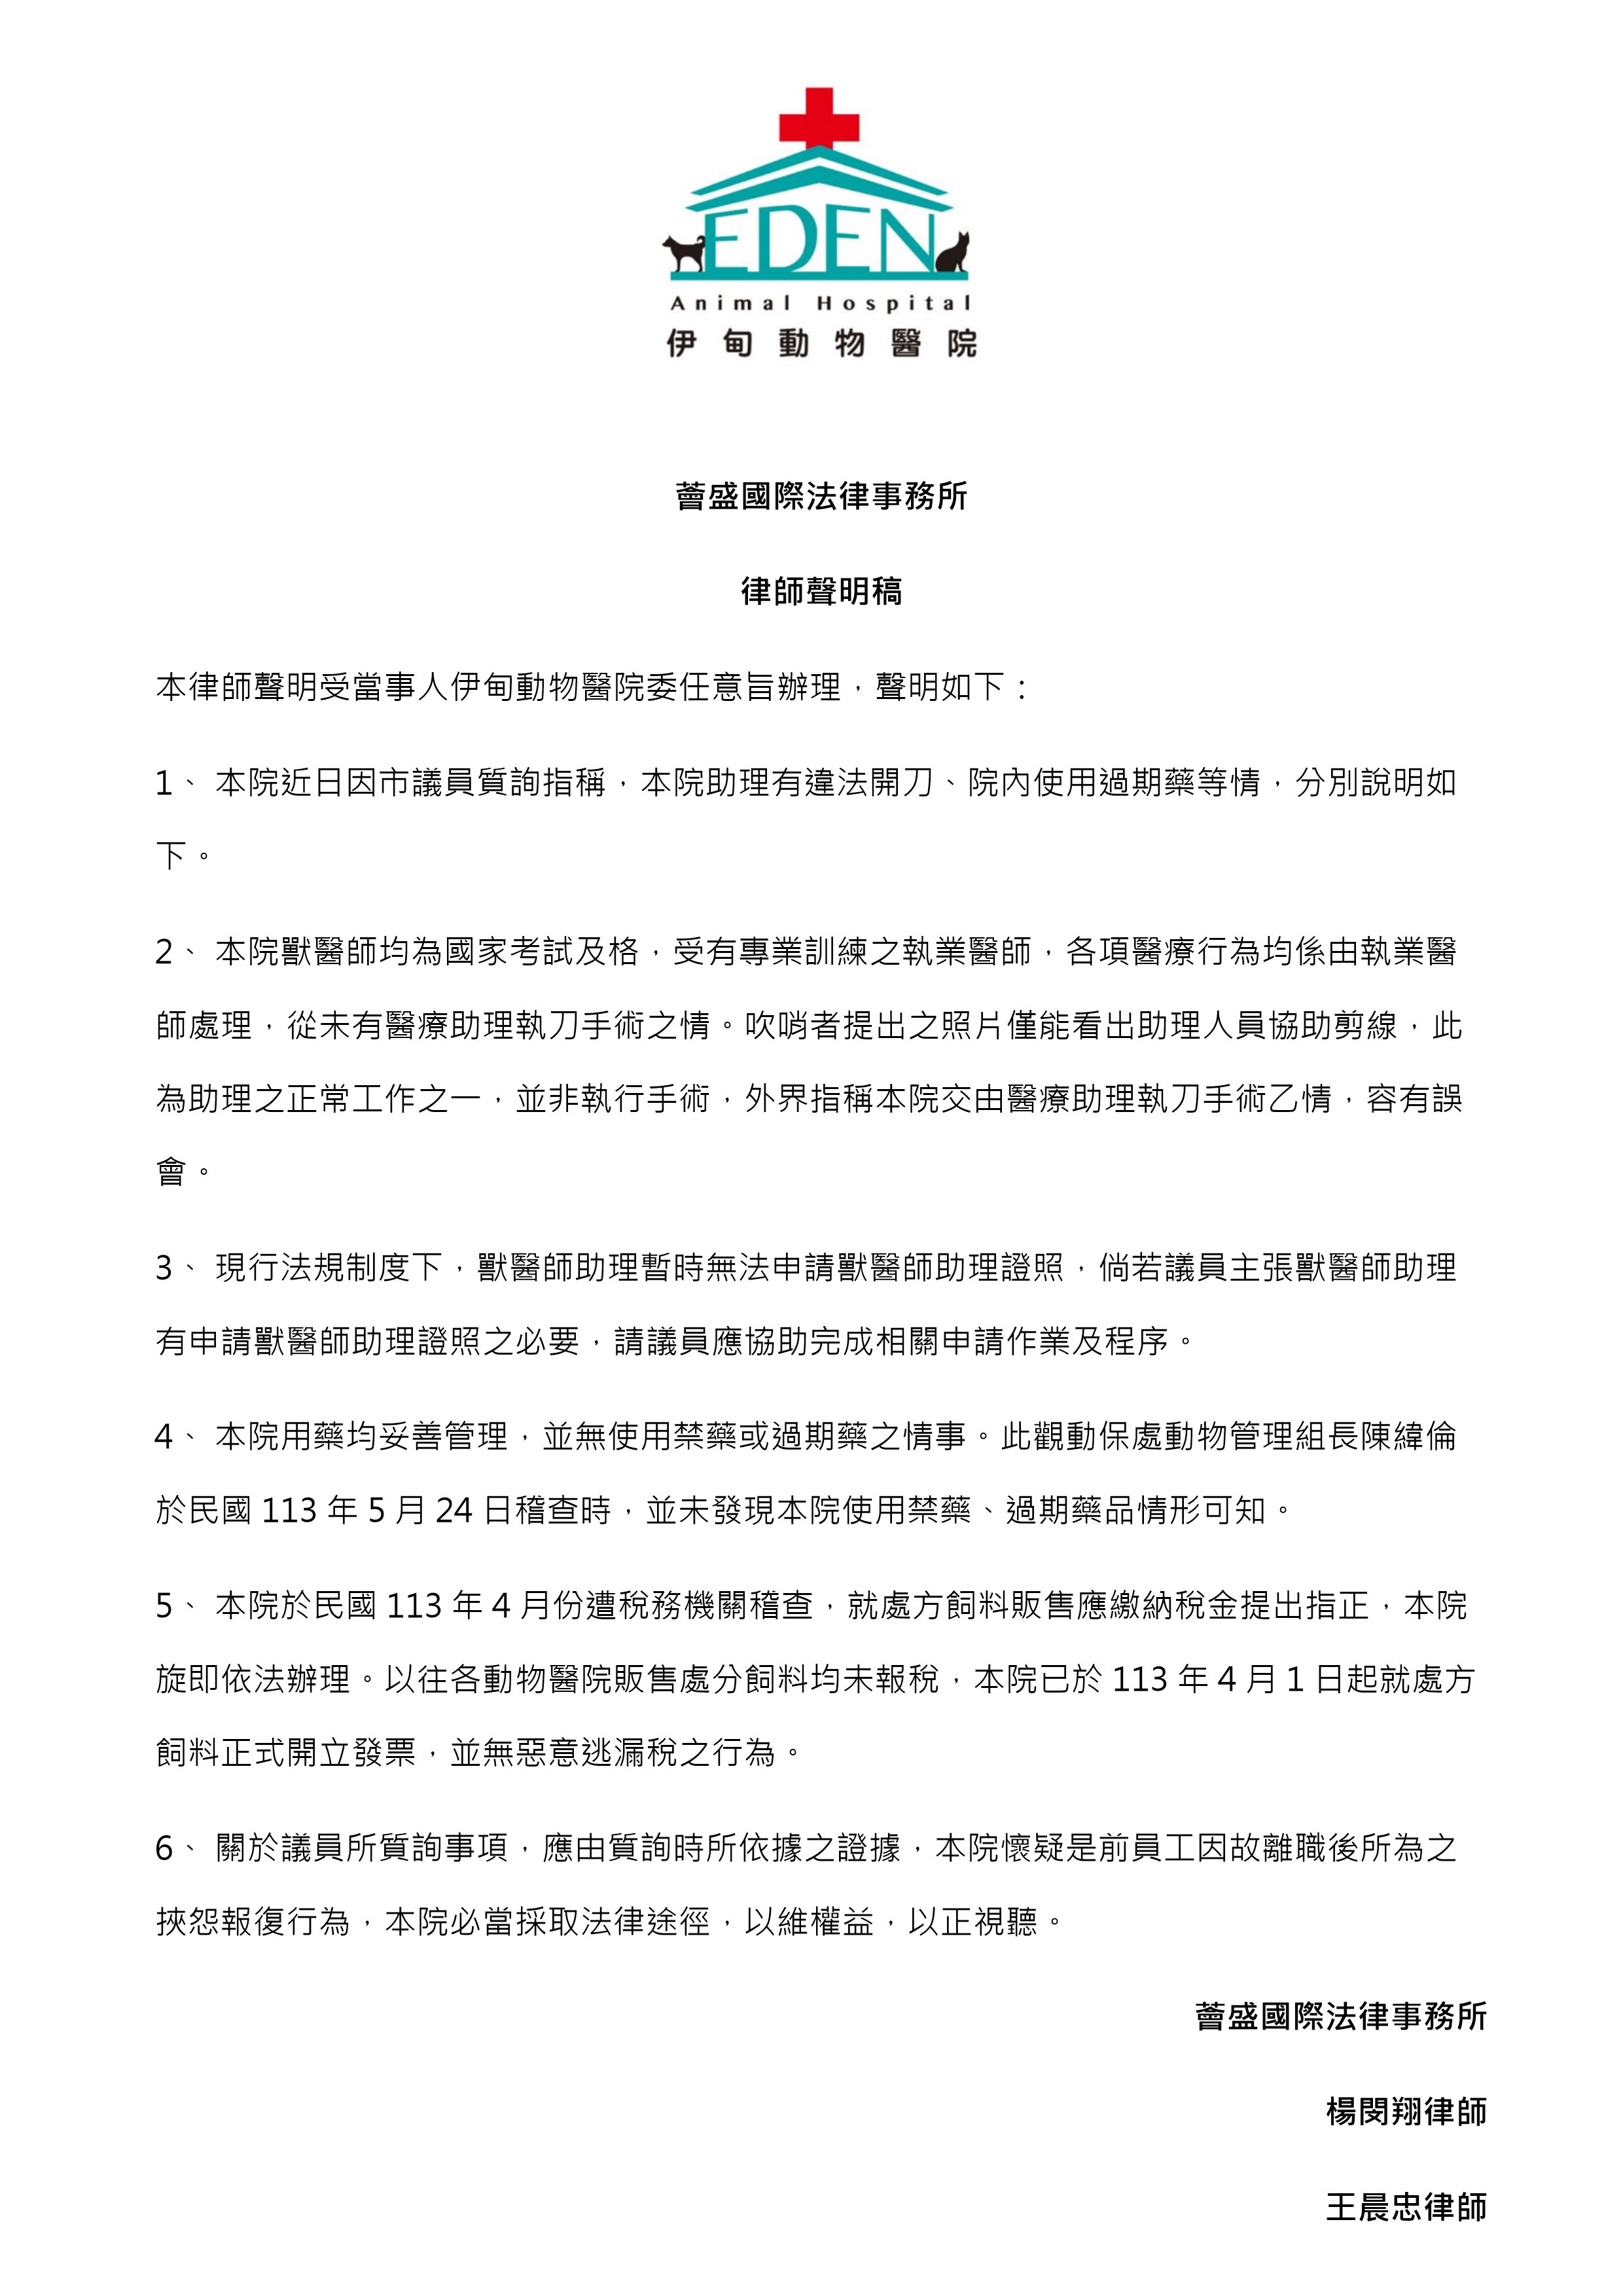 EDEN
Animal Hospital
伊甸動物醫院
薈盛國際法律事務所
律師聲明稿
本律師聲明受當事人伊甸動物醫院委任意旨辦理，聲明如下：
1、 本院近日因市議員質詢指稱，本院助理有違法開刀、院內使用過期藥等情，分別說明如
下。
2、 本院獸醫師均為國家考試及格，受有專業訓練之執業醫師，各項醫療行為均係由執業醫
師處理，從未有醫療助理執刀手術之情。吹哨者提出之照片僅能看出助理人員協助剪線，此
為助理之正常工作之一，並非執行手術，外界指稱本院交由醫療助理執刀手術乙情，容有誤
會。
3、 現行法規制度下，獸醫師助理暫時無法申請獸醫師助理證照，倘若議員主張獸醫師助理
有申請獸醫師助理證照之必要，請議員應協助完成相關申請作業及程序。
4、 本院用藥均妥善管理，並無使用禁藥或過期藥之情事。此觀動保處動物管理組長陳緯倫
於民國 113 年 5 月 24 日稽查時，並未發現本院使用禁藥、過期藥品情形可知。
5、 本院於民國 113 年 4 月份遭稅務機關稽查，就處方飼料販售應繳納稅金提出指正，本院
旋即依法辦理。以往各動物醫院販售處分飼料均未報稅，本院已於 113 年 4 月 1 日起就處方
飼料正式開立發票，並無惡意逃漏稅之行為。
6、 關於議員所質詢事項，應由質詢時所依據之證據，本院懷疑是前員工因故離職後所為之
挾怨報復行為，本院必當採取法律途徑，以維權益，以正視聽。
薈盛國際法律事務所
楊閔翔律師
王晨忠律師